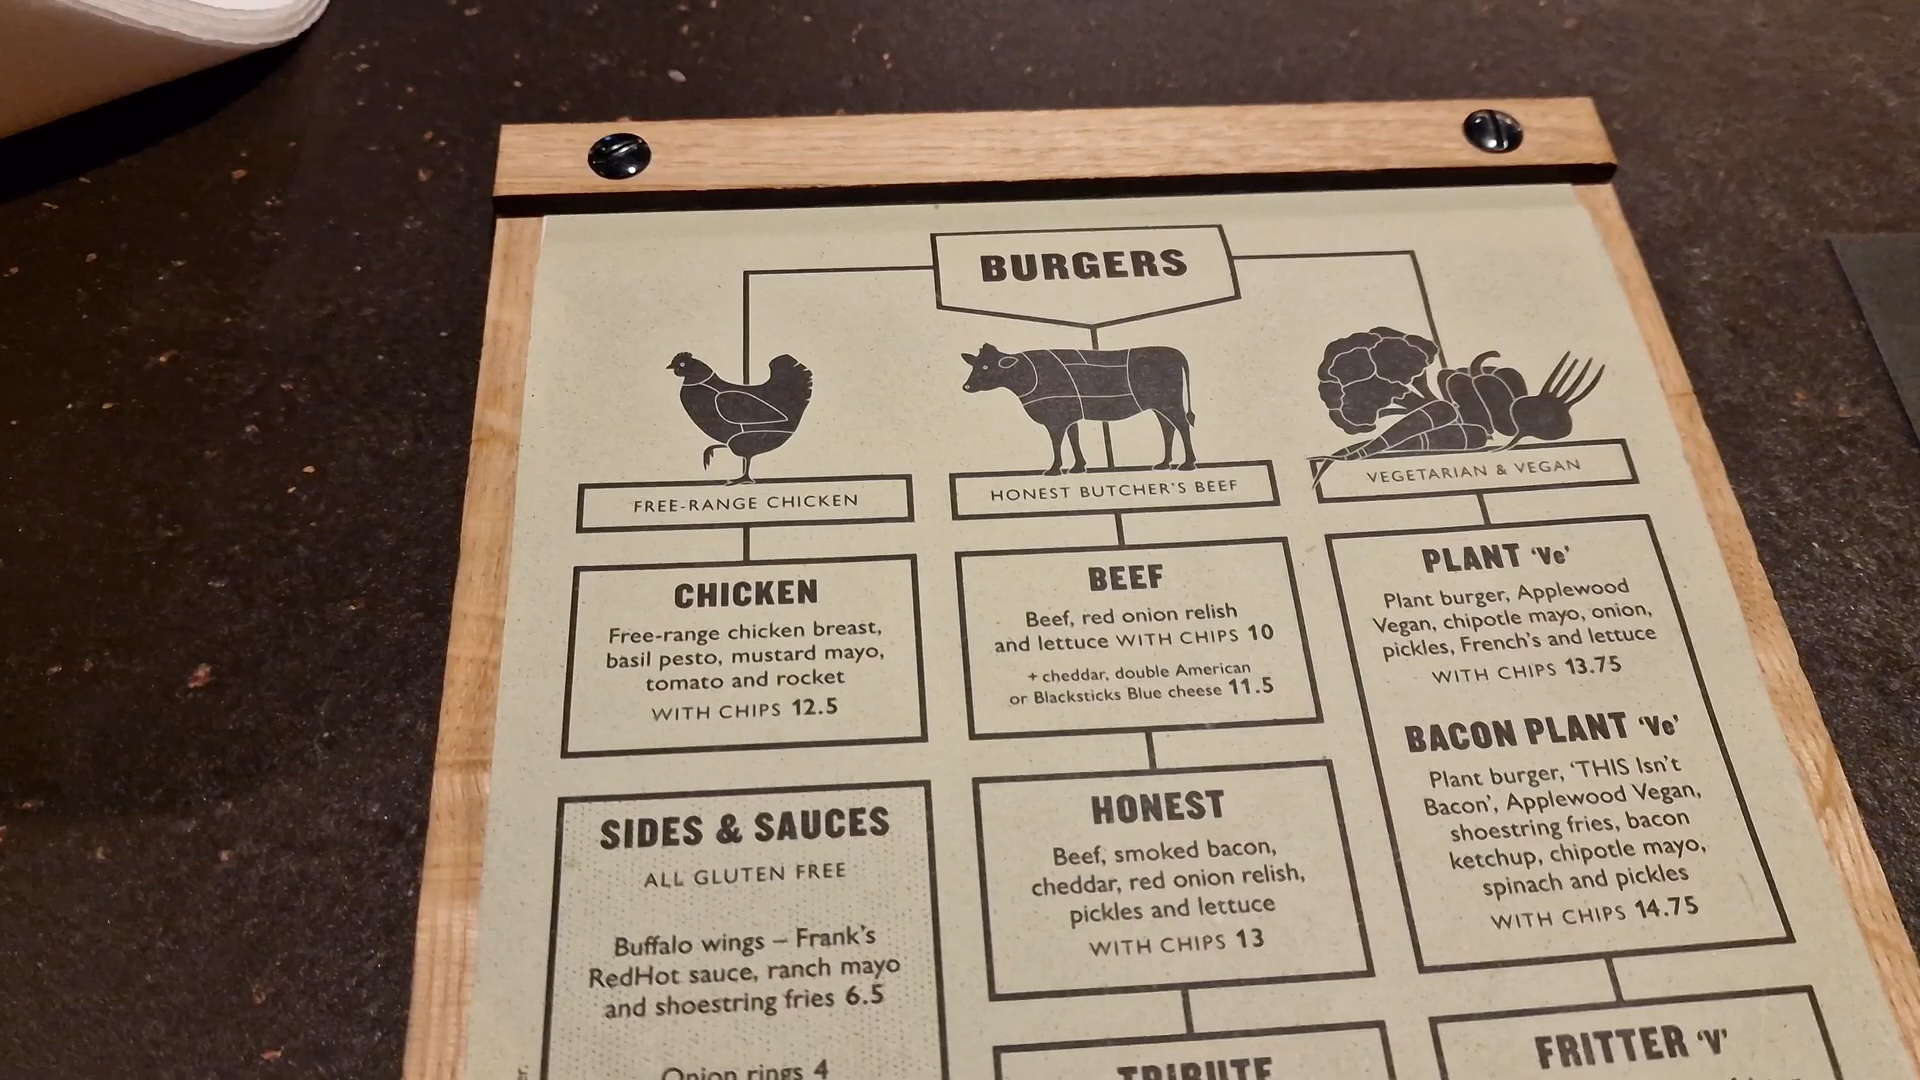 BURGERS
FREE-RANGE CHICKEN
CHICKEN
Free-range chicken breast,
basil pesto, mustard mayo,
tomato and rocket
WITH CHIPS 12.5
SIDES & SAUCES
ALL GLUTEN FREE
Buffalo wings – Frank's
RedHot sauce, ranch mayo
and shoestring fries 6.5
Onion rings 4
HONEST BUTCHER'S BEEF
BEEF
Beef, red onion relish
and lettuce WITH CHIPS 10
+ cheddar, double American
or Blacksticks Blue cheese 11.5
HONEST
Beef, smoked bacon,
cheddar, red onion relish,
pickles and lettuce
WITH CHIPS 13
TRIBUTE
VEGETARIAN & VEGAN
PLANT 'Ve'
Plant burger, Applewood
Vegan, chipotle mayo, onion,
pickles, French's and lettuce
WITH CHIPS 13.75
BACON PLANT 'Ve'
Plant burger, 'THIS Isn't
Bacon', Applewood Vegan,
shoestring fries, bacon
ketchup, chipotle mayo,
spinach and pickles
WITH CHIPS 14.75
FRITTER 'V'